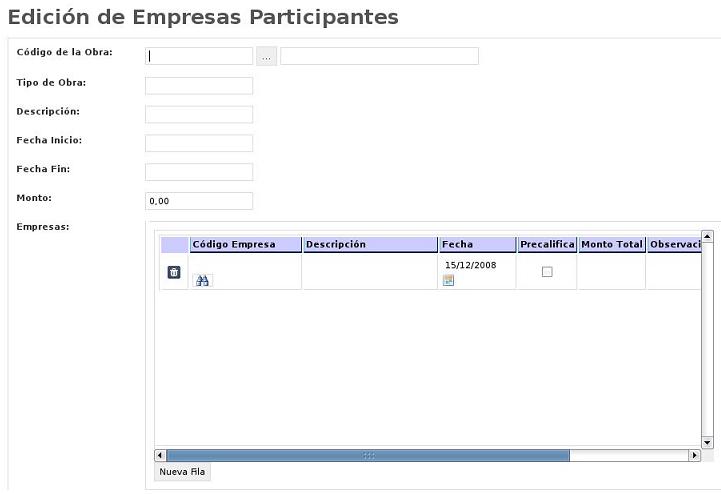 Edición de Empresas Participantes
Código de la Obra:
...
Tipo de Obra:
Descripción:
Fecha Inicio:
Fecha Fin:
Monto:
0,00
Empresas:
Código Empresa Descripción Fecha Precalifica Monto Total Observaci
15/12/2008
Nueva Fila